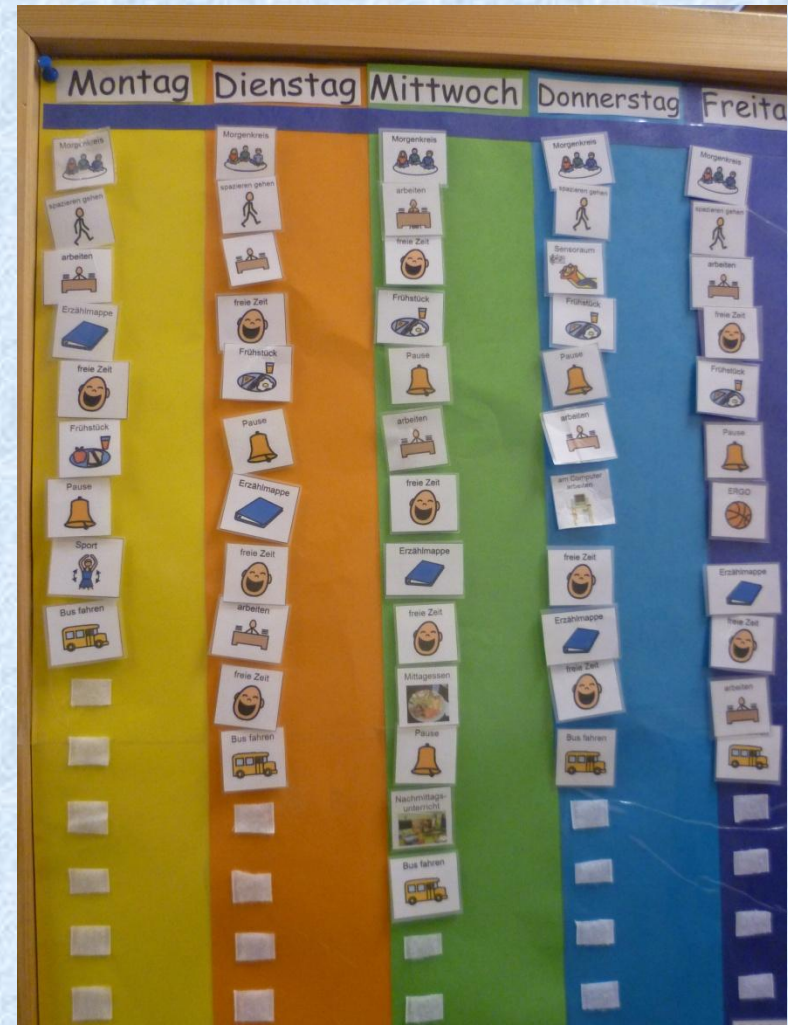 Montag
Morgenkreis
spazieren gehen
arbeiten
Erzählmappe
freie Zeit
Frühstück
Pause
Sport
Bus fahren
Dienstag
Morgenkreis
spazieren gehen
freie Zeit
Frühstück
Pause
Erzählmappe
freie Zeit
arbeiten
freie Zeit
Bus fahren
Mittwoch
Morgenkreis
arbeiten
freie Zeit
Frühstück
Pause
arbeiten
freie Zeit
Erzählmappe
freie Zeit
Mittagessen
Pause
Nachmittags-
unterricht
Bus fahren
Donnerstag
Morgenkreis
spazieren gehen
Sensoraum
Frühstück
Pause
arbeiten
am Computer
arbeiten
freie Zeit
Erzählmappe
freie Zeit
Bus fahren
Freita
Morgenkreis
spazieren gehen
arbeiten
freie Zeit
Frühstück
Pause
ERGO
Erzählmappe
freie Zeit
arbeiten